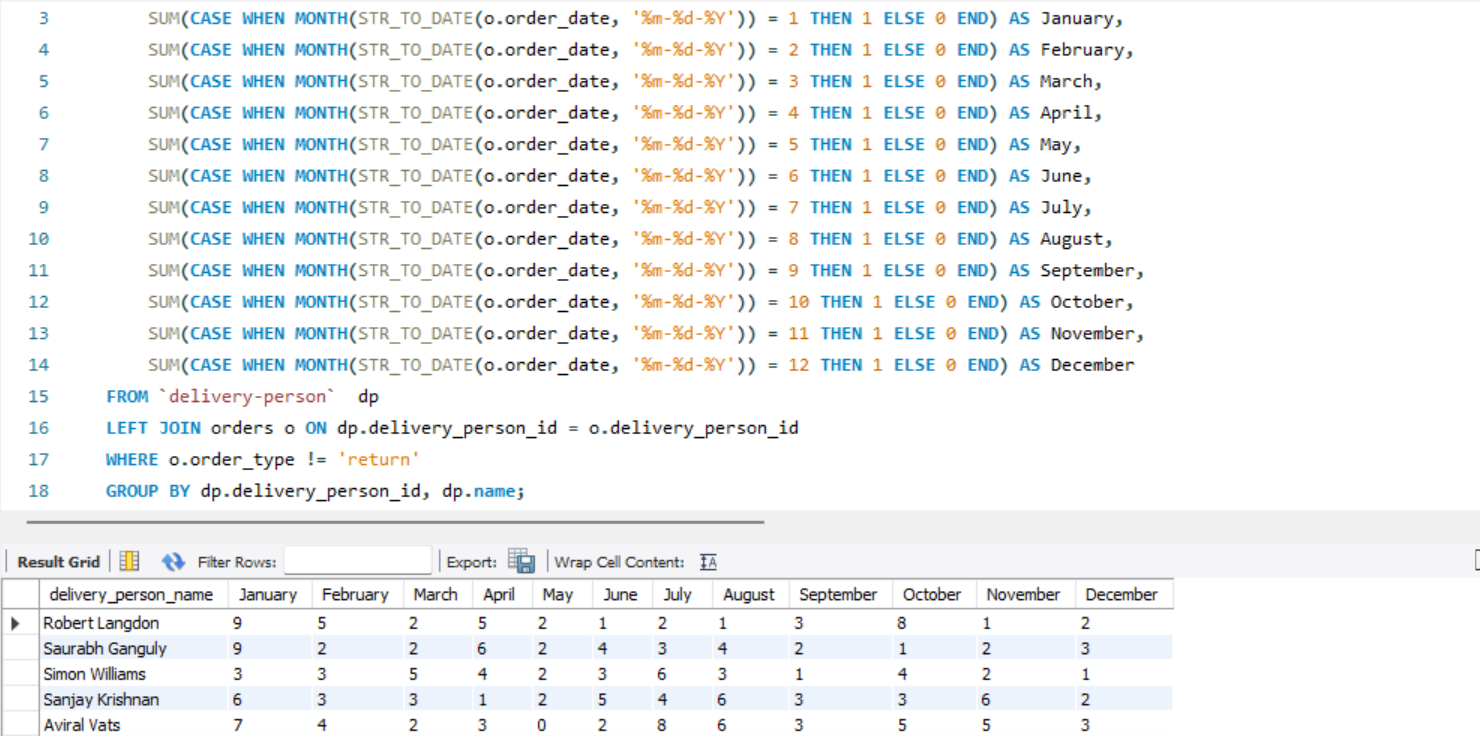 3 SUM(CASE WHEN MONTH(STR_TO_DATE(o.order_date, '%m-%d-%Y')) = 1 THEN 1 ELSE 0 END) AS January,
4 SUM(CASE WHEN MONTH(STR_TO_DATE(o.order_date, '%m-%d-%Y')) = 2 THEN 1 ELSE 0 END) AS February,
5 SUM(CASE WHEN MONTH(STR_TO_DATE(o.order_date, '%m-%d-%Y')) = 3 THEN 1 ELSE 0 END) AS March,
6 SUM(CASE WHEN MONTH(STR_TO_DATE(o.order_date, '%m-%d-%Y')) = 4 THEN 1 ELSE 0 END) AS April,
7 SUM(CASE WHEN MONTH(STR_TO_DATE(o.order_date, '%m-%d-%Y')) = 5 THEN 1 ELSE 0 END) AS May,
8 SUM(CASE WHEN MONTH(STR_TO_DATE(o.order_date, '%m-%d-%Y')) = 6 THEN 1 ELSE 0 END) AS June,
9 SUM(CASE WHEN MONTH(STR_TO_DATE(o.order_date, '%m-%d-%Y')) = 7 THEN 1 ELSE 0 END) AS July,
10 SUM(CASE WHEN MONTH(STR_TO_DATE(o.order_date, '%m-%d-%Y')) = 8 THEN 1 ELSE 0 END) AS August,
11 SUM(CASE WHEN MONTH(STR_TO_DATE(o.order_date, '%m-%d-%Y')) = 9 THEN 1 ELSE 0 END) AS September,
12 SUM(CASE WHEN MONTH(STR_TO_DATE(o.order_date, '%m-%d-%Y')) = 10 THEN 1 ELSE 0 END) AS October,
13 SUM(CASE WHEN MONTH(STR_TO_DATE(o.order_date, '%m-%d-%Y')) = 11 THEN 1 ELSE 0 END) AS November,
14 SUM(CASE WHEN MONTH(STR_TO_DATE(o.order_date, '%m-%d-%Y')) = 12 THEN 1 ELSE 0 END) AS December
15 FROM `delivery-person` dp
16 LEFT JOIN orders o ON dp.delivery_person_id = o.delivery_person_id
17 WHERE o.order_type != 'return'
18 GROUP BY dp.delivery_person_id, dp.name;
Result Grid Filter Rows: Export: Wrap Cell Content:
delivery_person_name January February March April May June July August September October November December
Robert Langdon 9 5 2 5 2 1 2 1 3 8 1 2
Saurabh Ganguly 9 2 2 6 2 4 3 4 2 1 2 3
Simon Williams 3 3 5 4 2 3 6 3 1 4 2 1
Sanjay Krishnan 6 3 3 1 2 5 4 6 3 3 6 2
Aviral Vats 7 4 2 3 0 2 8 6 3 5 5 3